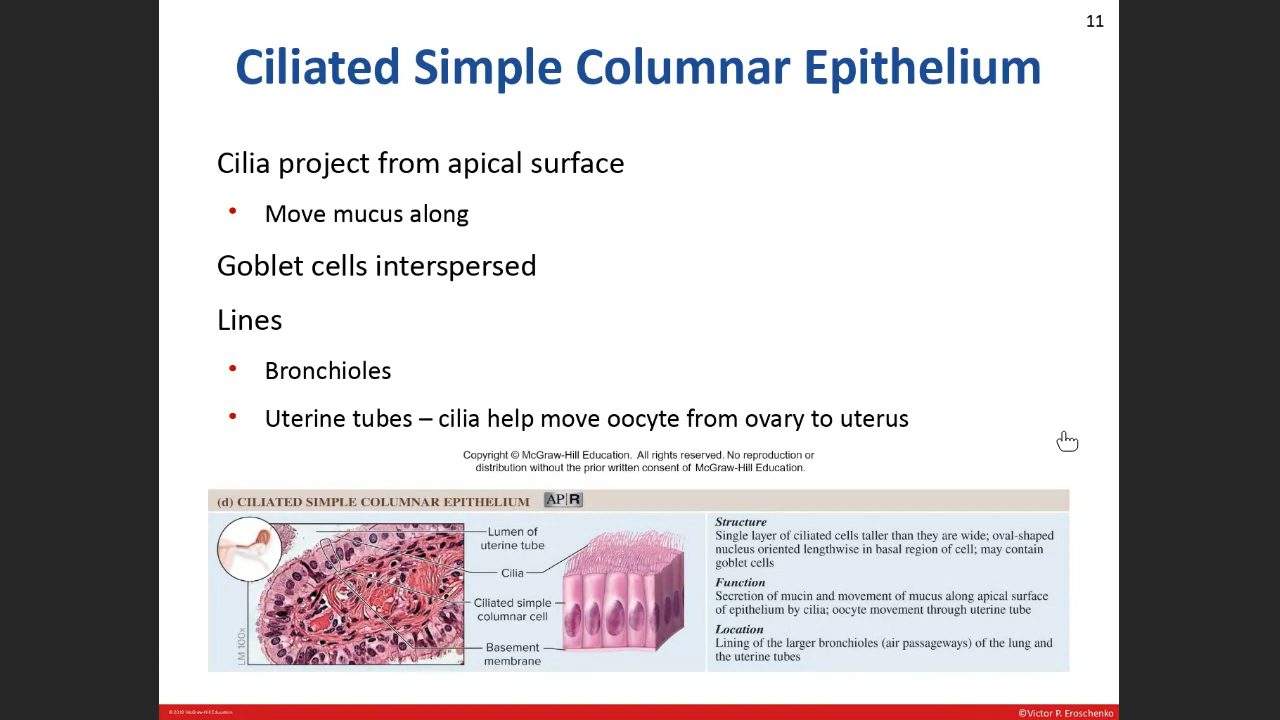 11
Ciliated Simple Columnar Epithelium
Cilia project from apical surface
• Move mucus along
Goblet cells interspersed
Lines
• Bronchioles
• Uterine tubes – cilia help move oocyte from ovary to uterus
Copyright © McGraw-Hill Education. All rights reserved. No reproduction or
distribution without the prior written consent of McGraw-Hill Education.
(d) CILIATED SIMPLE COLUMNAR EPITHELIUM AP|R
LM 100x
Lumen of
uterine tube
Cilia
Ciliated simple
columnar cell
Basement
membrane
Structure
Single layer of ciliated cells taller than they are wide; oval-shaped
nucleus oriented lengthwise in basal region of cell; may contain
goblet cells
Function
Secretion of mucin and movement of mucus along apical surface
of epithelium by cilia; oocyte movement through uterine tube
Location
Lining of the larger bronchioles (air passageways) of the lung and
the uterine tubes
© 2019 McGraw-Hill Education
©Victor P. Eroschenko